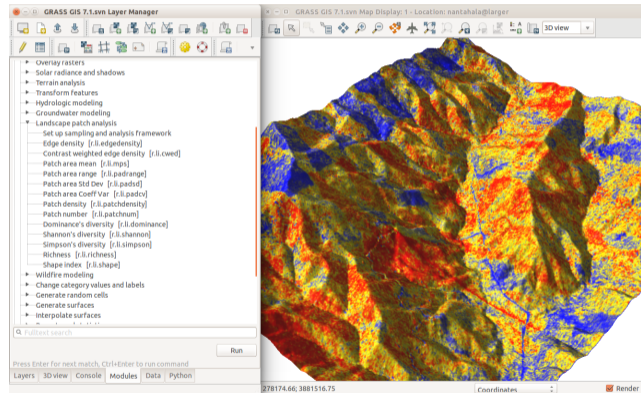 GRASS GIS 7.1.svn Layer Manager
Overlay rasters
Solar radiance and shadows
Terrain analysis
Transform features
Hydrologic modeling
Groundwater modeling
Landscape patch analysis
Set up sampling and analysis framework
Edge density [r.li.edgedensity]
Contrast weighted edge density [r.li.cwed]
Patch area mean [r.li.mps]
Patch area range [r.li.padrange]
Patch area Std Dev [r.li.padsd]
Patch area Coeff Var [r.li.padcv]
Patch density [r.li.patchdensity]
Patch number [r.li.patchnum]
Dominance's diversity [r.li.dominance]
Shannon's diversity [r.li.shannon]
Simpson's diversity [r.li.simpson]
Richness [r.li.richness]
Shape index [r.li.shape]
Wildfire modeling
Change category values and labels
Generate random cells
Generate surfaces
Interpolate surfaces
Fulltext search
Run
Press Enter for next match, Ctrl+Enter to run command
Layers 3D view Console Modules Data Python
GRASS GIS 7.1.svn Map Display: 1 - Location: nantahala@larger
3D view
278174.66; 3881516.75
Coordinates
Render